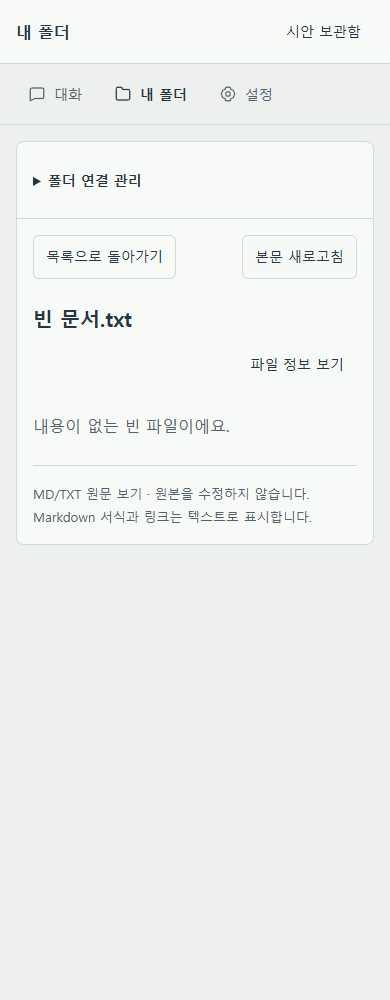 내 폴더
시안 보관함
대화
내 폴더
설정
폴더 연결 관리
목록으로 돌아가기
본문 새로고침
빈 문서.txt
파일 정보 보기
내용이 없는 빈 파일이에요.
MD/TXT 원문 보기 · 원본을 수정하지 않습니다.
Markdown 서식과 링크는 텍스트로 표시합니다.